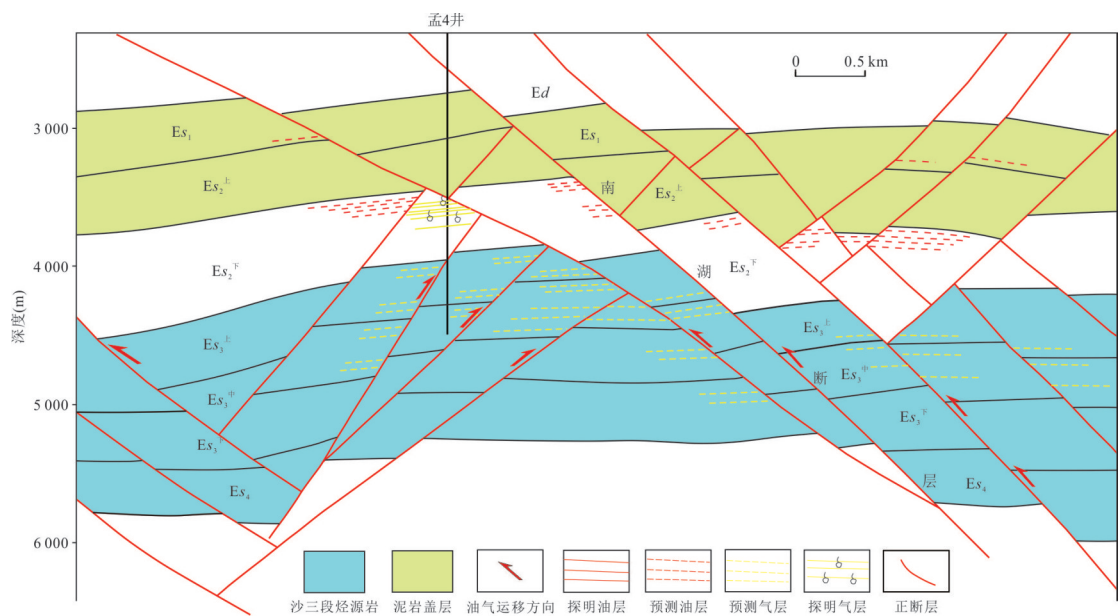 孟4井
0 0.5 km
Ed
3 000
Es₁
Es₁
Es₂上
Es₂上
南
4 000
Es₂下
湖
Es₂下
深度(m)
Es₃上
Es₃上
断
Es₃中
Es₃中
5 000
Es₃下
Es₃下
层
Es₄
Es₄
6 000
沙三段烃源岩 泥岩盖层 油气运移方向 探明油层 预测油层 预测气层 探明气层 正断层